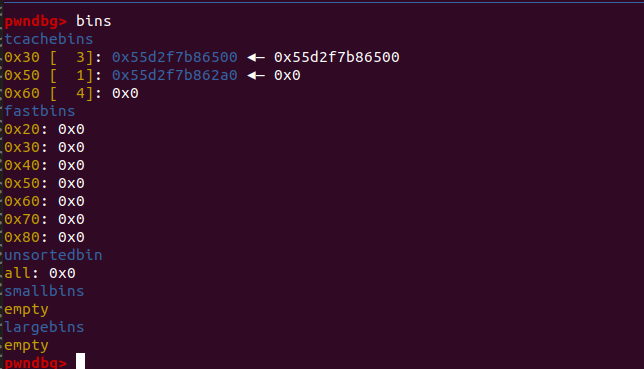 pwndbg> bins
tcachebins
0x30 [  3]: 0x55d2f7b86500 ◂— 0x55d2f7b86500
0x50 [  1]: 0x55d2f7b862a0 ◂— 0x0
0x60 [  4]: 0x0
fastbins
0x20: 0x0
0x30: 0x0
0x40: 0x0
0x50: 0x0
0x60: 0x0
0x70: 0x0
0x80: 0x0
unsortedbin
all: 0x0
smallbins
empty
largebins
empty
pwndbg>